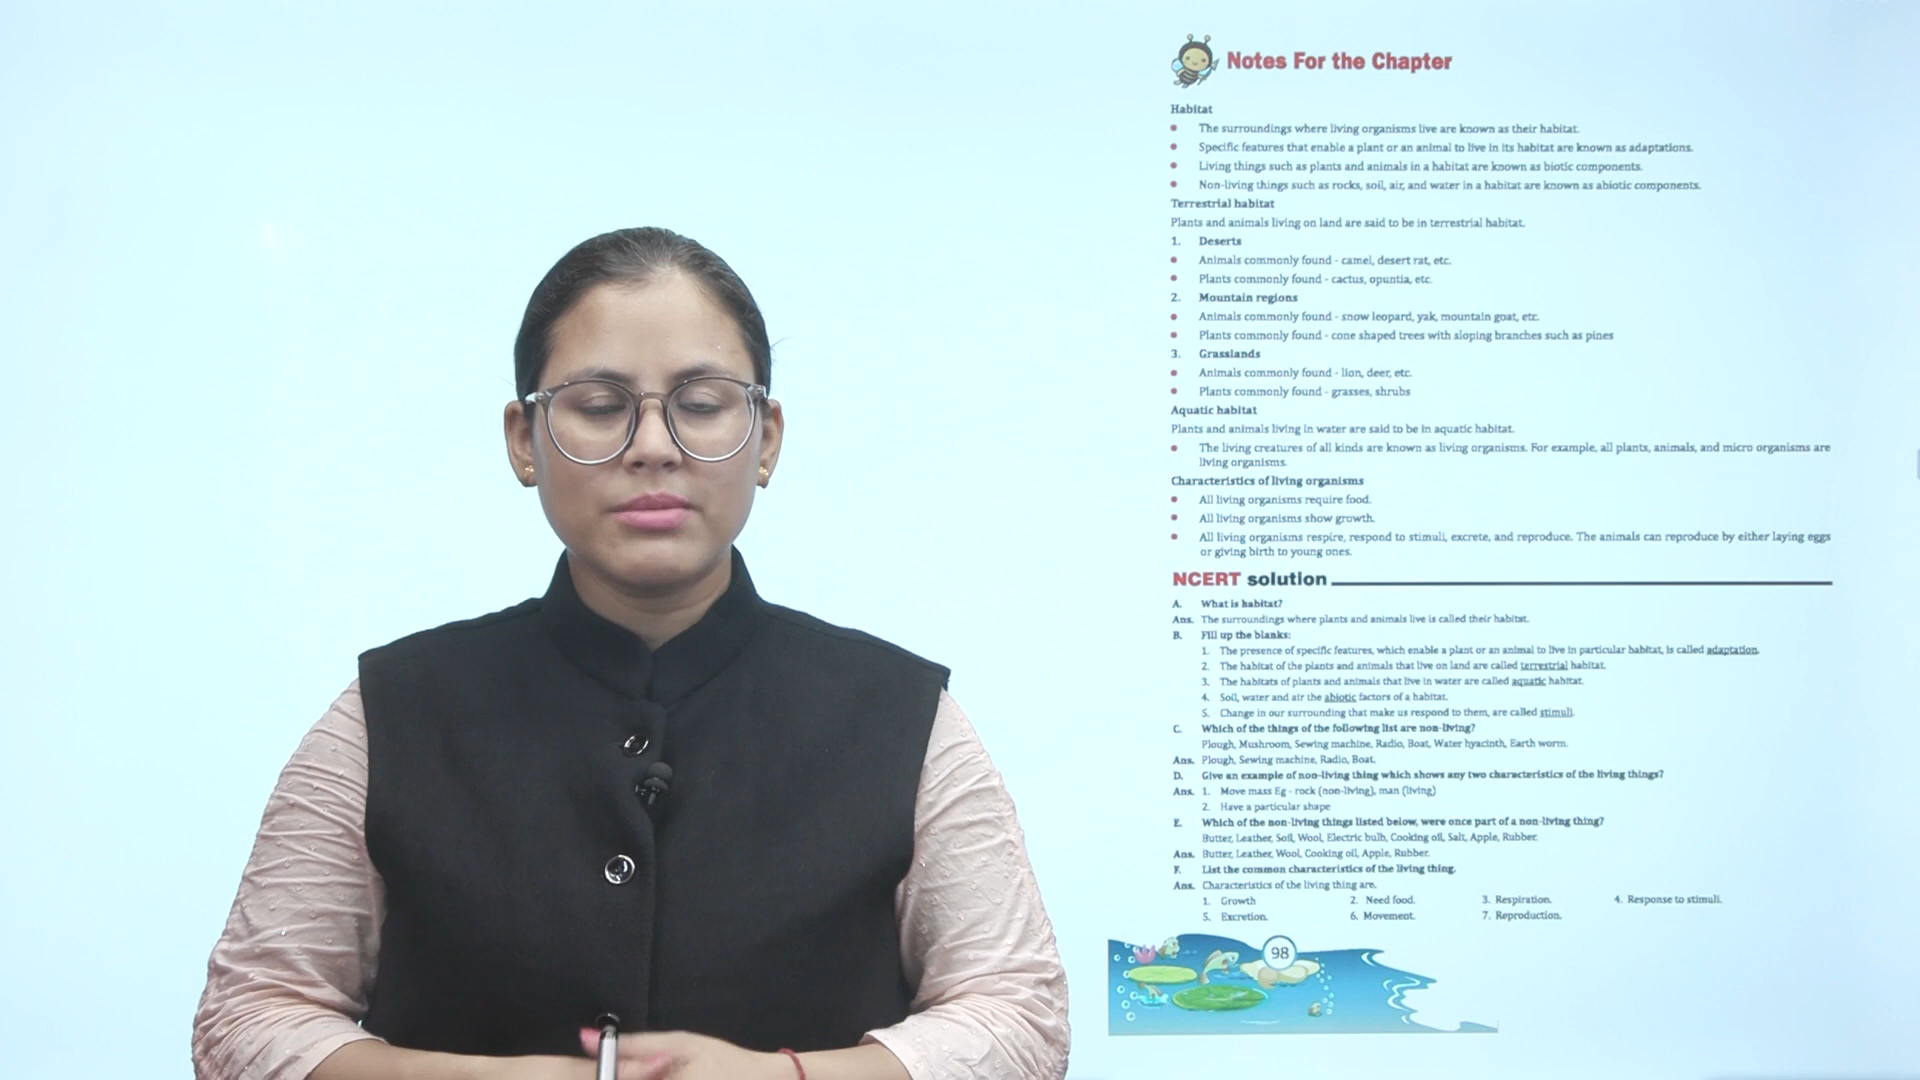 Notes For the Chapter
Habitat
• The surroundings where living organisms live are known as their habitat.
• Specific features that enable a plant or an animal to live in its habitat are known as adaptations.
• Living things such as plants and animals in a habitat are known as biotic components.
• Non-living things such as rocks, soil, air, and water in a habitat are known as abiotic components.
Terrestrial habitat
Plants and animals living on land are said to be in terrestrial habitat.
1. Deserts
• Animals commonly found - camel, desert rat, etc.
• Plants commonly found - cactus, opuntia, etc.
2. Mountain regions
• Animals commonly found - snow leopard, yak, mountain goat, etc.
• Plants commonly found - cone shaped trees with sloping branches such as pines
3. Grasslands
• Animals commonly found - lion, deer, etc.
• Plants commonly found - grasses, shrubs
Aquatic habitat
Plants and animals living in water are said to be in aquatic habitat.
• The living creatures of all kinds are known as living organisms. For example, all plants, animals, and micro organisms are
living organisms.
Characteristics of living organisms
• All living organisms require food.
• All living organisms show growth.
• All living organisms respire, respond to stimuli, excrete, and reproduce. The animals can reproduce by either laying eggs
or giving birth to young ones.
NCERT solution
A. What is habitat?
Ans. The surroundings where plants and animals live is called their habitat.
B. Fill up the blanks:
1. The presence of specific features, which enable a plant or an animal to live in particular habitat, is called adaptation.
2. The habitat of the plants and animals that live on land are called terrestrial habitat.
3. The habitats of plants and animals that live in water are called aquatic habitat.
4. Soil, water and air the abiotic factors of a habitat.
5. Change in our surrounding that make us respond to them, are called stimuli.
C. Which of the things of the following list are non-living?
Plough, Mushroom, Sewing machine, Radio, Boat, Water hyacinth, Earth worm.
Ans. Plough, Sewing machine, Radio, Boat.
D. Give an example of non-living thing which shows any two characteristics of the living things?
Ans. 1. Move mass Eg - rock (non-living), man (living)
2. Have a particular shape
E. Which of the non-living things listed below, were once part of a non-living thing?
Butter, Leather, Soil, Wool, Electric bulb, Cooking oil, Salt, Apple, Rubber.
Ans. Butter, Leather, Wool, Cooking oil, Apple, Rubber.
F. List the common characteristics of the living thing.
Ans. Characteristics of the living thing are.
1. Growth 2. Need food. 3. Respiration. 4. Response to stimuli.
5. Excretion. 6. Movement. 7. Reproduction.
98